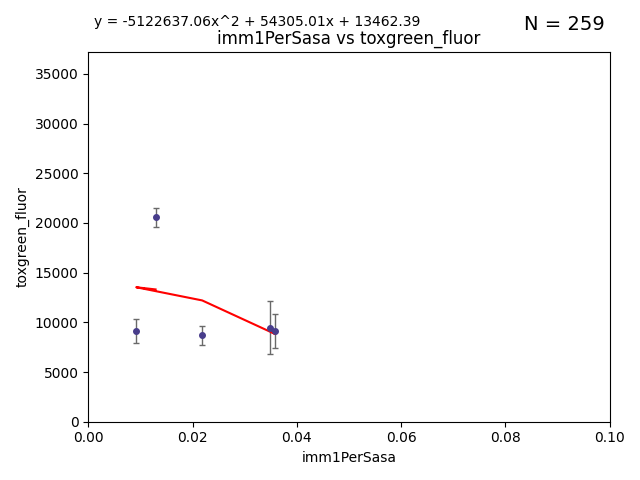 y = -5122637.06x^2 + 54305.01x + 13462.39
N = 259
imm1PerSasa vs toxgreen_fluor
35000
30000
25000
20000
15000
10000
5000
0
toxgreen_fluor
0.00 0.02 0.04 0.06 0.08 0.10
imm1PerSasa